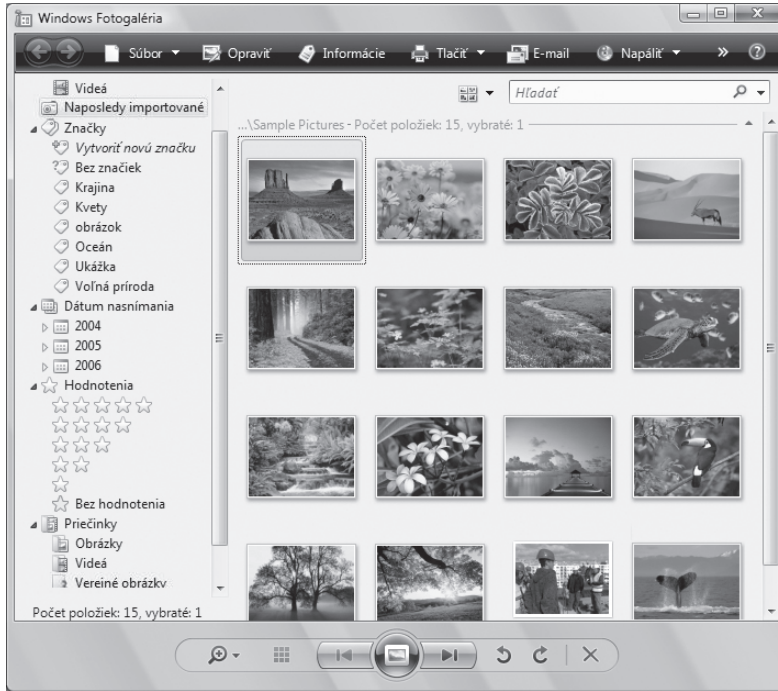 Windows Fotogaléria
Súbor Opraviť Informácie Tlačiť E-mail Napáliť » ?
Videá
Naposledy importované
Značky
Vytvoriť novú značku
Bez značiek
Krajina
Kvety
obrázok
Oceán
Ukážka
Voľná príroda
Dátum nasnímania
2004
2005
2006
Hodnotenia
Bez hodnotenia
Priečinky
Obrázky
Videá
Verejné obrázky
Počet položiek: 15, vybraté: 1
Hľadať
...\Sample Pictures - Počet položiek: 15, vybraté: 1